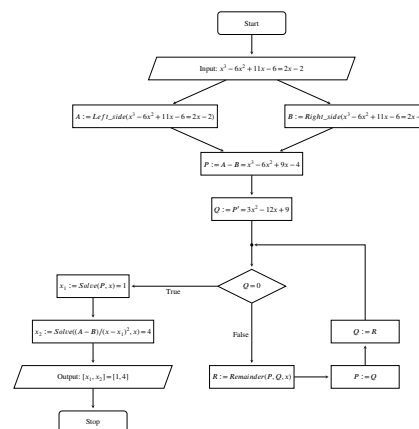 Start
Input: x³ − 6x² + 11x − 6 = 2x − 2
A := Left_side(x³ − 6x² + 11x − 6 = 2x − 2)
B := Right_side(x³ − 6x² + 11x − 6 = 2x −
P := A − B = x³ − 6x² + 9x − 4
Q := P′ = 3x² − 12x + 9
Q = 0
True
x₁ := Solve(P, x) = 1
x₂ := Solve((A − B)/(x − x₁)², x) = 4
Output: [x₁, x₂] = [1, 4]
Stop
False
R := Remainder(P, Q, x)
P := Q
Q := R